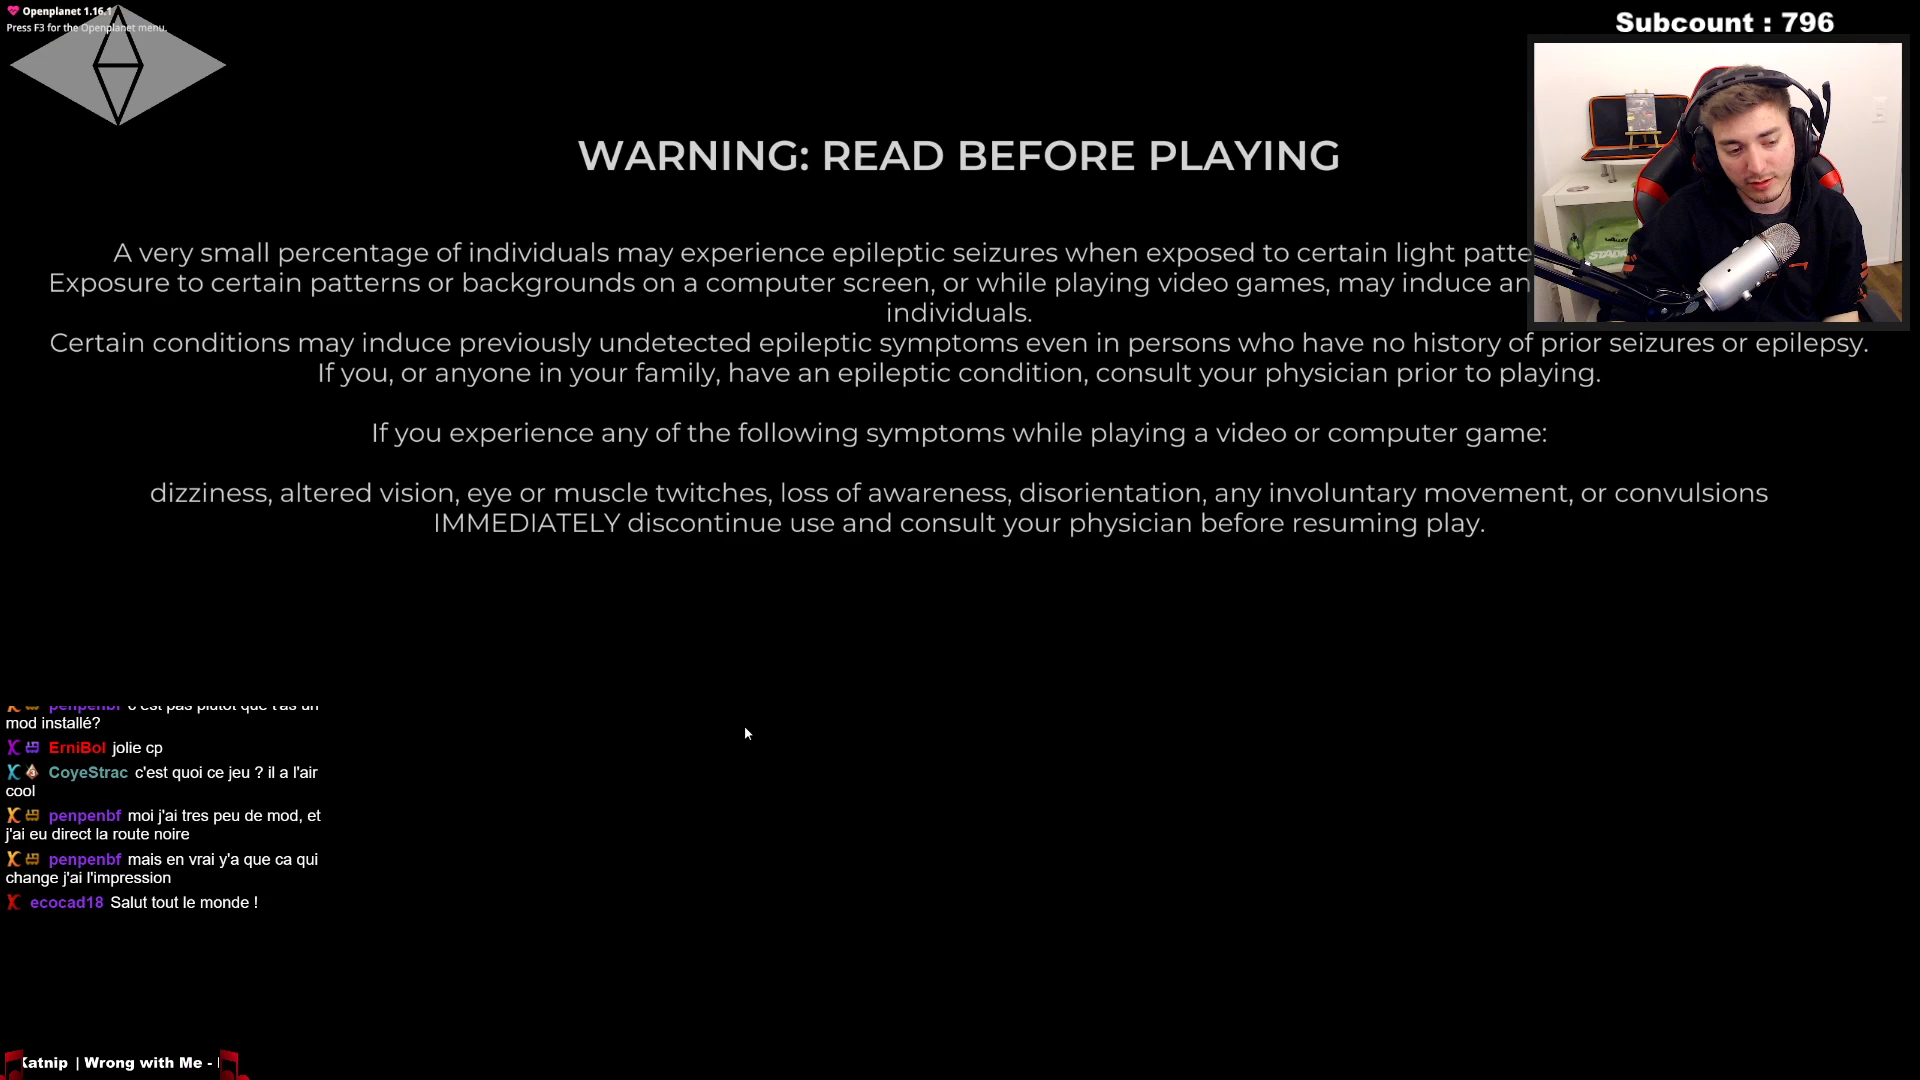 Openplanet 1.16.1
Press F3 for the Openplanet menu.
Subcount : 796
WARNING: READ BEFORE PLAYING
A very small percentage of individuals may experience epileptic seizures when exposed to certain light
Exposure to certain patterns or backgrounds on a computer screen, or while playing video games, may induce an
individuals.
Certain conditions may induce previously undetected epileptic symptoms even in persons who have no history of prior seizures or epilepsy.
If you, or anyone in your family, have an epileptic condition, consult your physician prior to playing.
If you experience any of the following symptoms while playing a video or computer game:
dizziness, altered vision, eye or muscle twitches, loss of awareness, disorientation, any involuntary movement, or convulsions
IMMEDIATELY discontinue use and consult your physician before resuming play.
penpenbf c'est pas plutot que t'as un
mod installé?
ErniBol jolie cp
CoyeStrac c'est quoi ce jeu ? il a l'air
cool
penpenbf moi j'ai tres peu de mod, et
j'ai eu direct la route noire
penpenbf mais en vrai y'a que ca qui
change j'ai l'impression
ecocad18 Salut tout le monde !
Katnip | Wrong with Me -